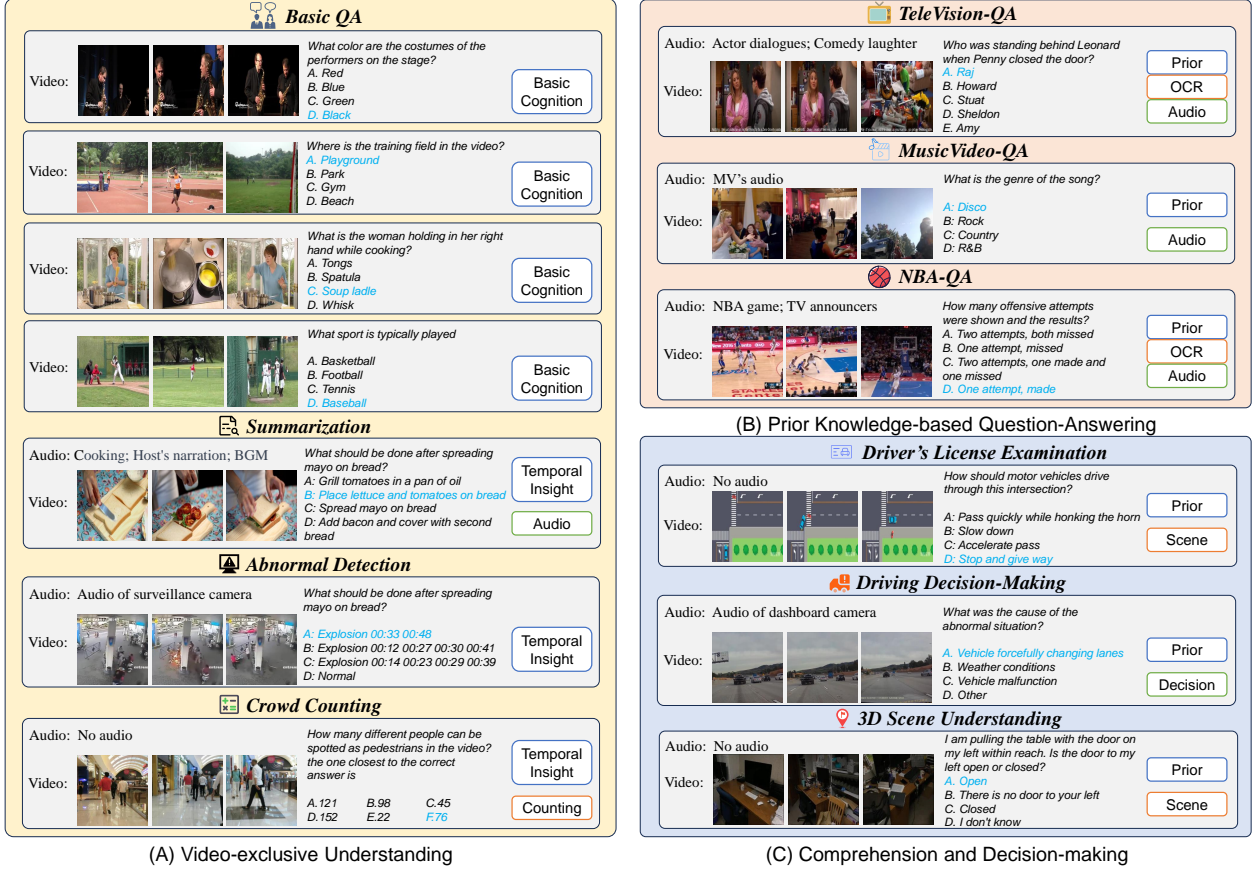 Basic QA
Video:
What color are the costumes of the
performers on the stage?
A. Red
B. Blue
C. Green
D. Black
Basic
Cognition
Video:
Where is the training field in the video?
A. Playground
B. Park
C. Gym
D. Beach
Basic
Cognition
Video:
What is the woman holding in her right
hand while cooking?
A. Tongs
B. Spatula
C. Soup ladle
D. Whisk
Basic
Cognition
Video:
What sport is typically played
A. Basketball
B. Football
C. Tennis
D. Baseball
Basic
Cognition
Summarization
Audio: Cooking; Host's narration; BGM
Video:
What should be done after spreading
mayo on bread?
A: Grill tomatoes in a pan of oil
B: Place lettuce and tomatoes on bread
C: Spread mayo on bread
D: Add bacon and cover with second
bread
Temporal
Insight
Audio
Abnormal Detection
Audio: Audio of surveillance camera
Video:
What should be done after spreading
mayo on bread?
A: Explosion 00:33 00:48
B: Explosion 00:12 00:27 00:30 00:41
C: Explosion 00:14 00:23 00:29 00:39
D: Normal
Temporal
Insight
Crowd Counting
Audio: No audio
Video:
How many different people can be
spotted as pedestrians in the video?
the one closest to the correct
answer is
A.121 B.98 C.45
D.152 E.22 F.76
Temporal
Insight
Counting
(A) Video-exclusive Understanding
TeleVision-QA
Audio: Actor dialogues; Comedy laughter
Video:
Who was standing behind Leonard
when Penny closed the door?
A. Raj
B. Howard
C. Stuat
D. Sheldon
E. Amy
Prior
OCR
Audio
MusicVideo-QA
Audio: MV's audio
Video:
What is the genre of the song?
A: Disco
B: Rock
C: Country
D: R&B
Prior
Audio
NBA-QA
Audio: NBA game; TV announcers
Video:
How many offensive attempts
were shown and the results?
A. Two attempts, both missed
B. One attempt, missed
C. Two attempts, one made and
one missed
D. One attempt, made
Prior
OCR
Audio
(B) Prior Knowledge-based Question-Answering
Driver's License Examination
Audio: No audio
Video:
How should motor vehicles drive
through this intersection?
A: Pass quickly while honking the horn
B: Slow down
C: Accelerate pass
D: Stop and give way
Prior
Scene
Driving Decision-Making
Audio: Audio of dashboard camera
Video:
What was the cause of the
abnormal situation?
A. Vehicle forcefully changing lanes
B. Weather conditions
C. Vehicle malfunction
D. Other
Prior
Decision
3D Scene Understanding
Audio: No audio
Video:
I am pulling the table with the door on
my left within reach. Is the door to my
left open or closed?
A. Open
B. There is no door to your left
C. Closed
D. I don't know
Prior
Scene
(C) Comprehension and Decision-making